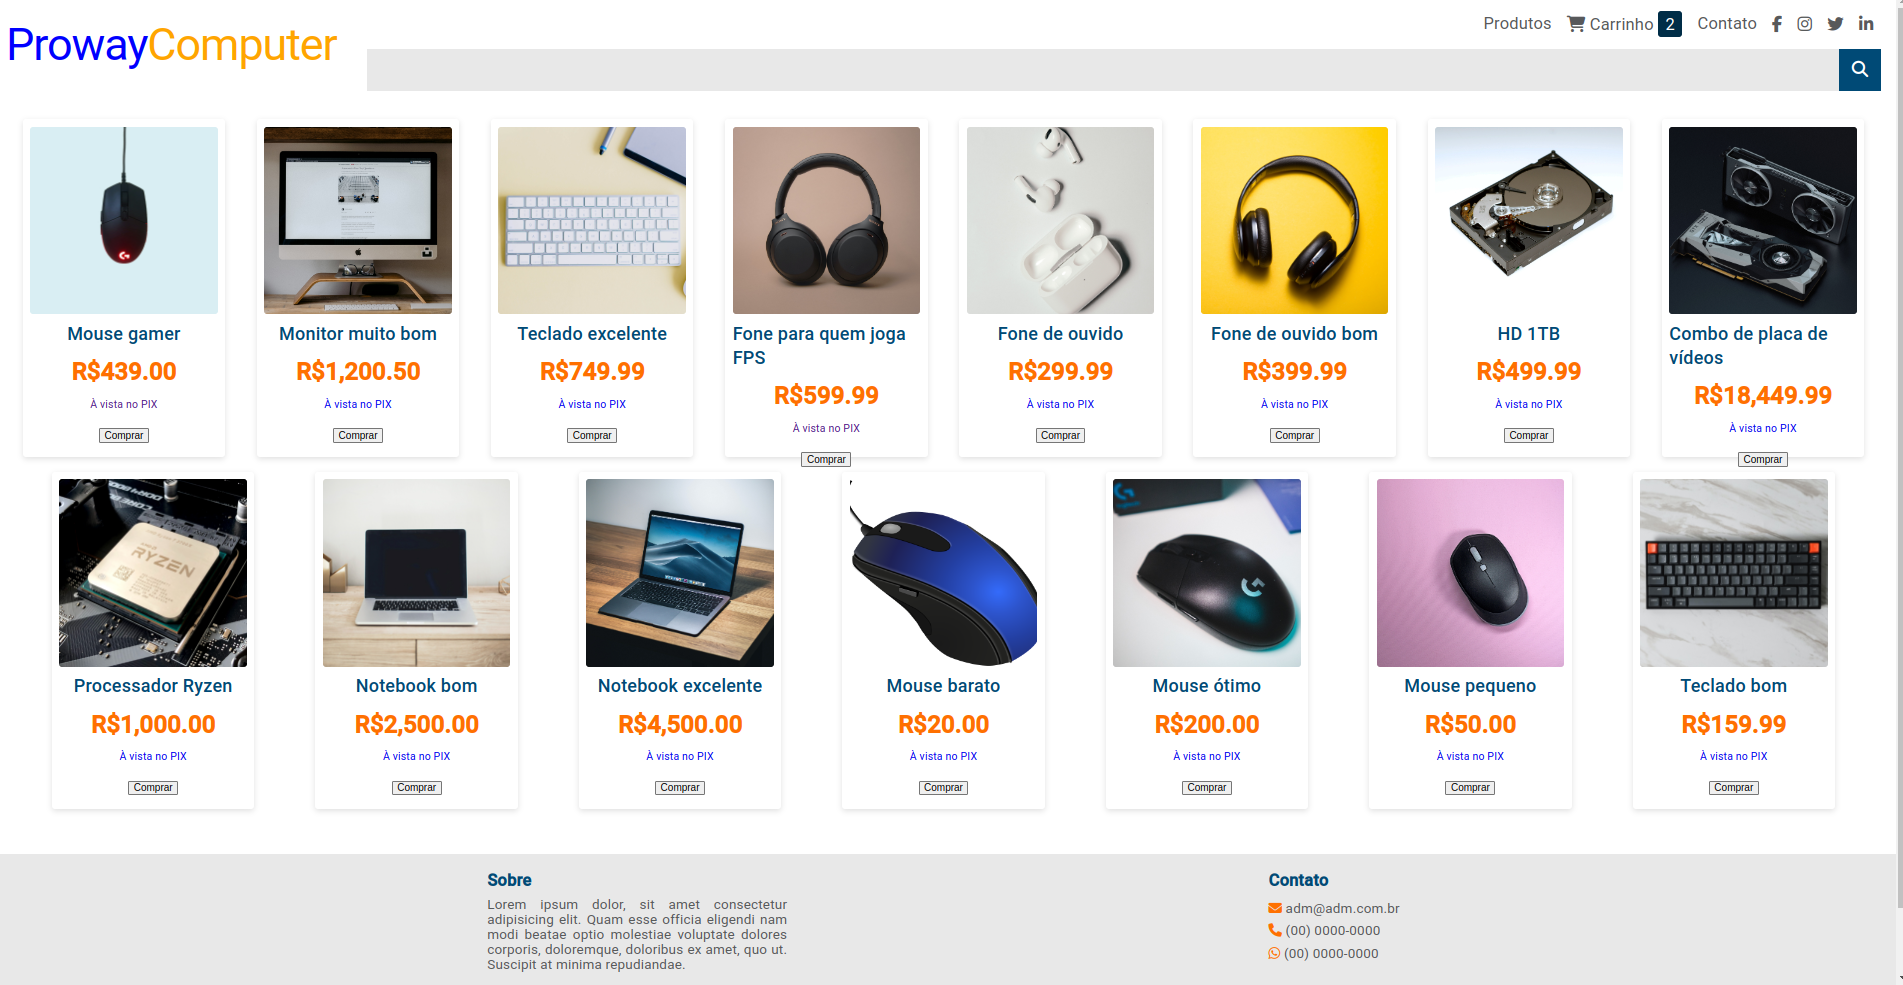 ProwayComputer
Produtos Carrinho 2 Contato
Mouse gamer
R$439.00
À vista no PIX
Comprar
Monitor muito bom
R$1,200.50
À vista no PIX
Comprar
Teclado excelente
R$749.99
À vista no PIX
Comprar
Fone para quem joga
FPS
R$599.99
À vista no PIX
Comprar
Fone de ouvido
R$299.99
À vista no PIX
Comprar
Fone de ouvido bom
R$399.99
À vista no PIX
Comprar
HD 1TB
R$499.99
À vista no PIX
Comprar
Combo de placa de
vídeos
R$18,449.99
À vista no PIX
Comprar
RYZEN
Processador Ryzen
R$1,000.00
À vista no PIX
Comprar
Notebook bom
R$2,500.00
À vista no PIX
Comprar
Notebook excelente
R$4,500.00
À vista no PIX
Comprar
Mouse barato
R$20.00
À vista no PIX
Comprar
Mouse ótimo
R$200.00
À vista no PIX
Comprar
Mouse pequeno
R$50.00
À vista no PIX
Comprar
Teclado bom
R$159.99
À vista no PIX
Comprar
Sobre
Lorem ipsum dolor, sit amet consectetur
adipisicing elit. Quam esse officia eligendi nam
modi beatae optio molestiae voluptate dolores
corporis, doloremque, doloribus ex amet, quo ut.
Suscipit at minima repudiandae.
Contato
adm@adm.com.br
(00) 0000-0000
(00) 0000-0000